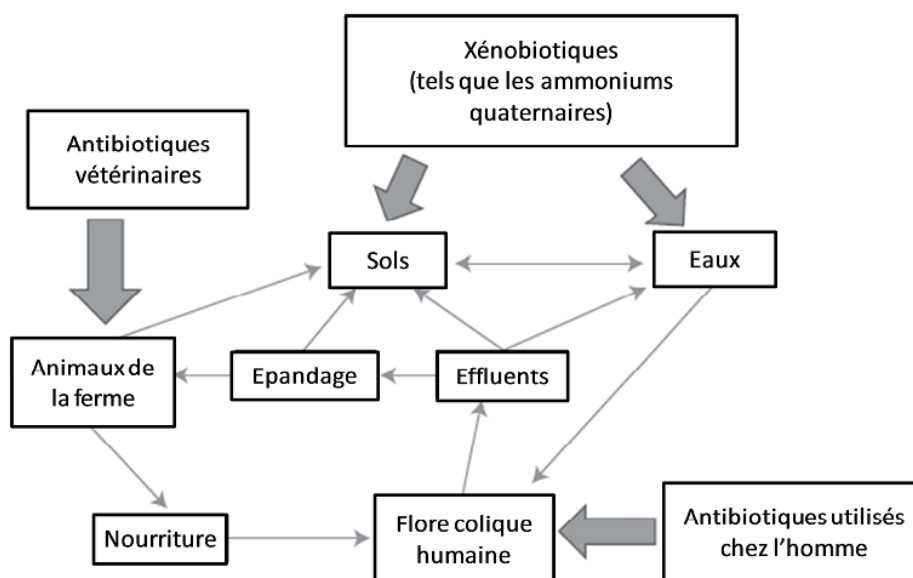 Xénobiotiques
(tels que les ammoniums
quaternaires)
Antibiotiques
vétérinaires
Sols
Eaux
Animaux de
la ferme
Epandage
Effluents
Nourriture
Flore colique
humaine
Antibiotiques utilisés
chez l'homme